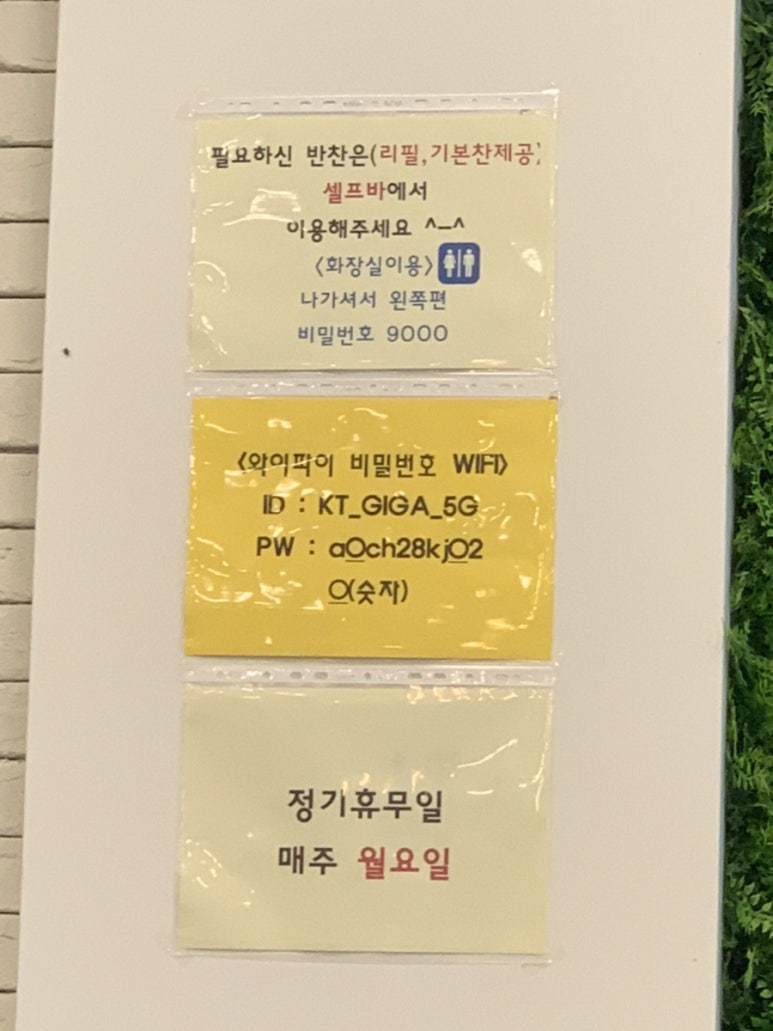 필요하신 반찬은(리필,기본찬제공)
셀프바에서
이용해주세요 ^-^
<화장실이용>
나가셔서 왼쪽편
비밀번호 9000
<와이파이 비밀번호 WIFI>
ID : KT_GIGA_5G
PW : a0ch28kj02
0(숫자)
정기휴무일
매주 월요일